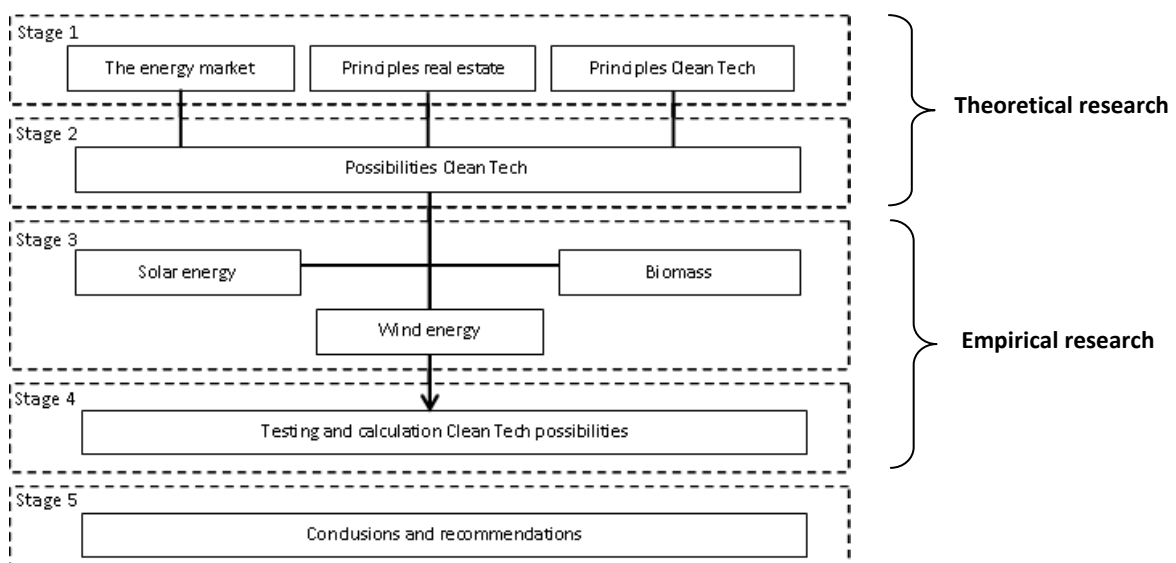 Stage 1
The energy market
Principles real estate
Principles Clean Tech
Theoretical research
Stage 2
Possibilities Clean Tech
Stage 3
Solar energy
Biomass
Wind energy
Empirical research
Stage 4
Testing and calculation Clean Tech possibilities
Stage 5
Conclusions and recommendations